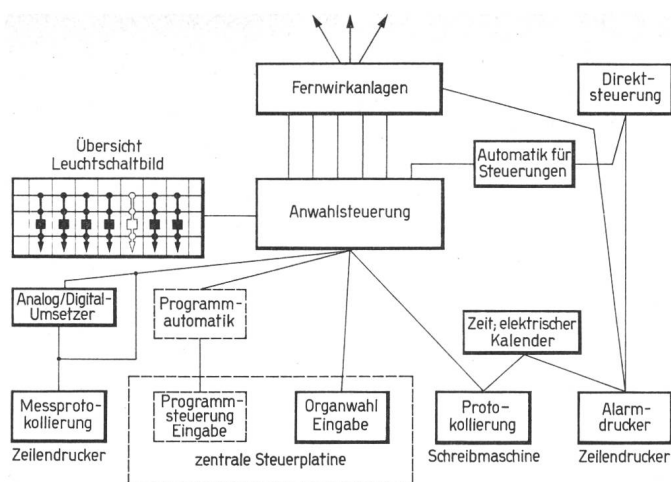 Fernwirkanlagen
Direkt-
steuerung
Übersicht
Leuchtschaltbild
Automatik für
Steuerungen
Anwahlsteuerung
Analog/Digital-
Umsetzer
Programm-
automatik
Zeit; elektrischer
Kalender
Messproto-
kollierung
Programm-
steuerung
Eingabe
Organwahl
Eingabe
Proto-
kollierung
Alarm-
drucker
Zeilendrucker
zentrale Steuerplatine
Schreibmaschine
Zeilendrucker